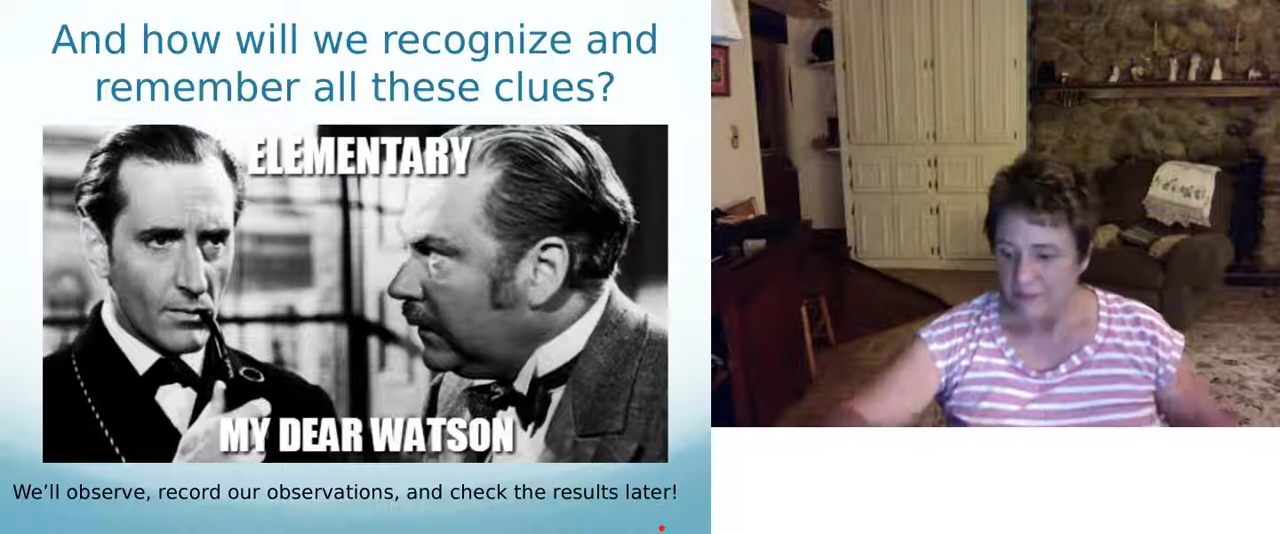 And how will we recognize and
remember all these clues?
ELEMENTARY
MY DEAR WATSON
We’ll observe, record our observations, and check the results later!